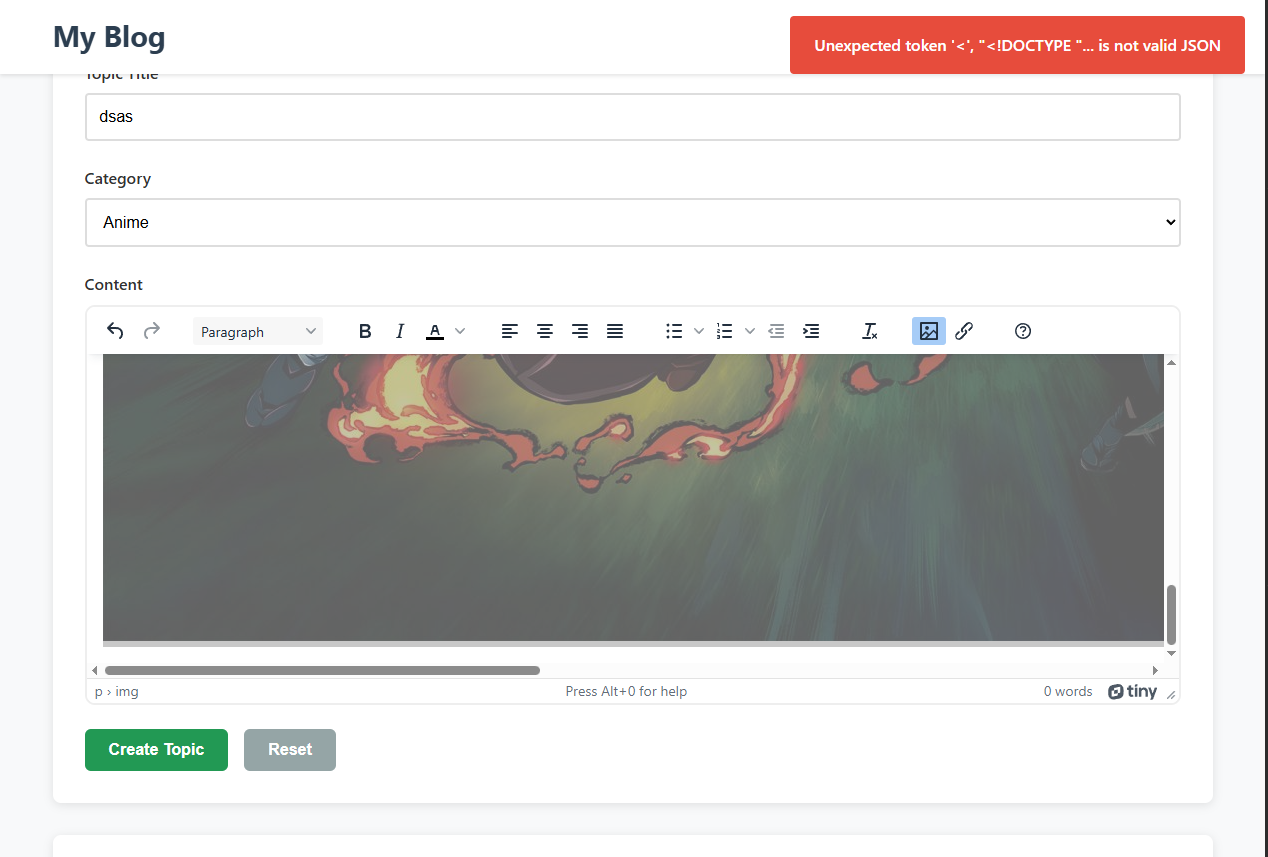 My Blog
Unexpected token '<', "<!DOCTYPE "... is not valid JSON
Topic Title
dsas
Category
Anime
Content
Paragraph
B I A
p › img
Press Alt+0 for help
0 words
tiny
Create Topic
Reset